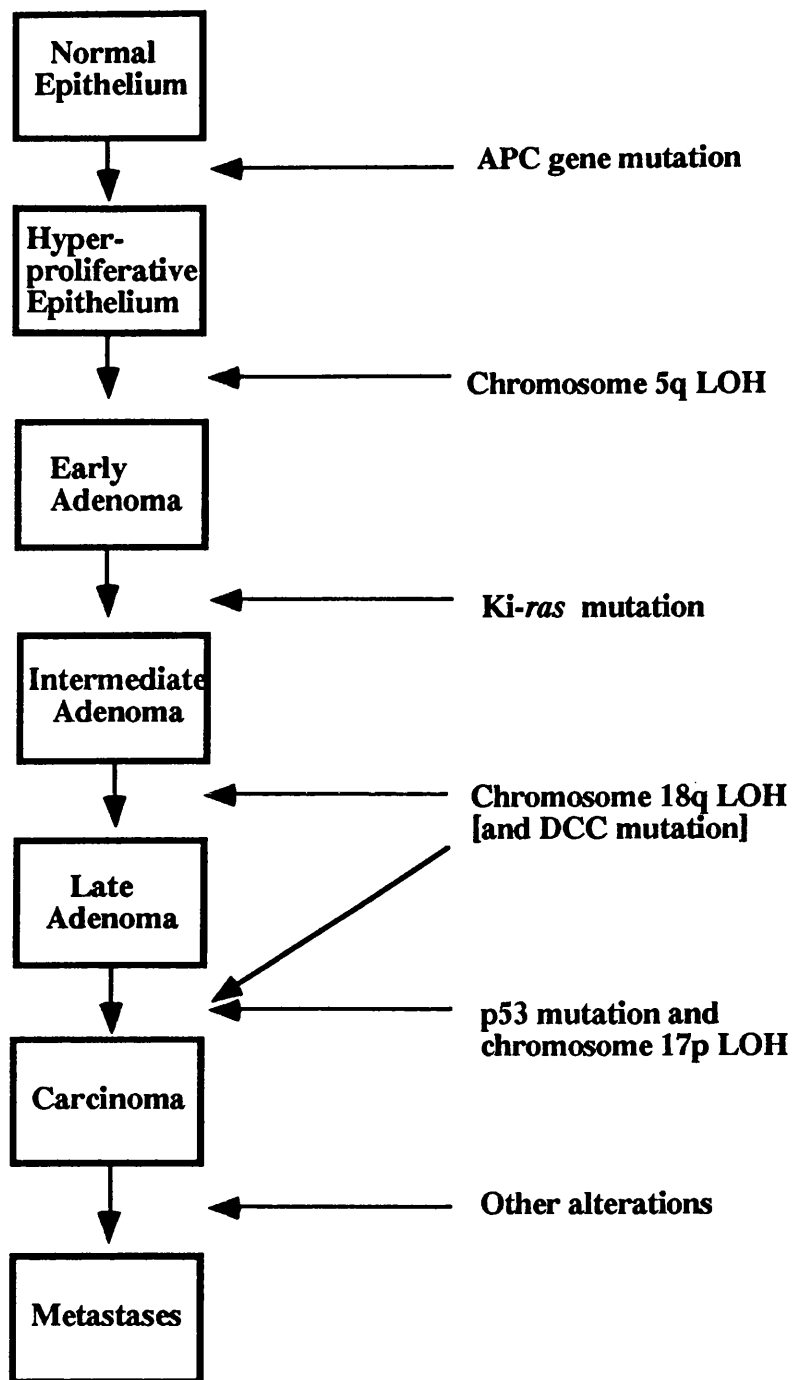 Normal
Epithelium
APC gene mutation
Hyper-
proliferative
Epithelium
Chromosome 5q LOH
Early
Adenoma
Ki-ras mutation
Intermediate
Adenoma
Chromosome 18q LOH
[and DCC mutation]
Late
Adenoma
p53 mutation and
chromosome 17p LOH
Carcinoma
Other alterations
Metastases